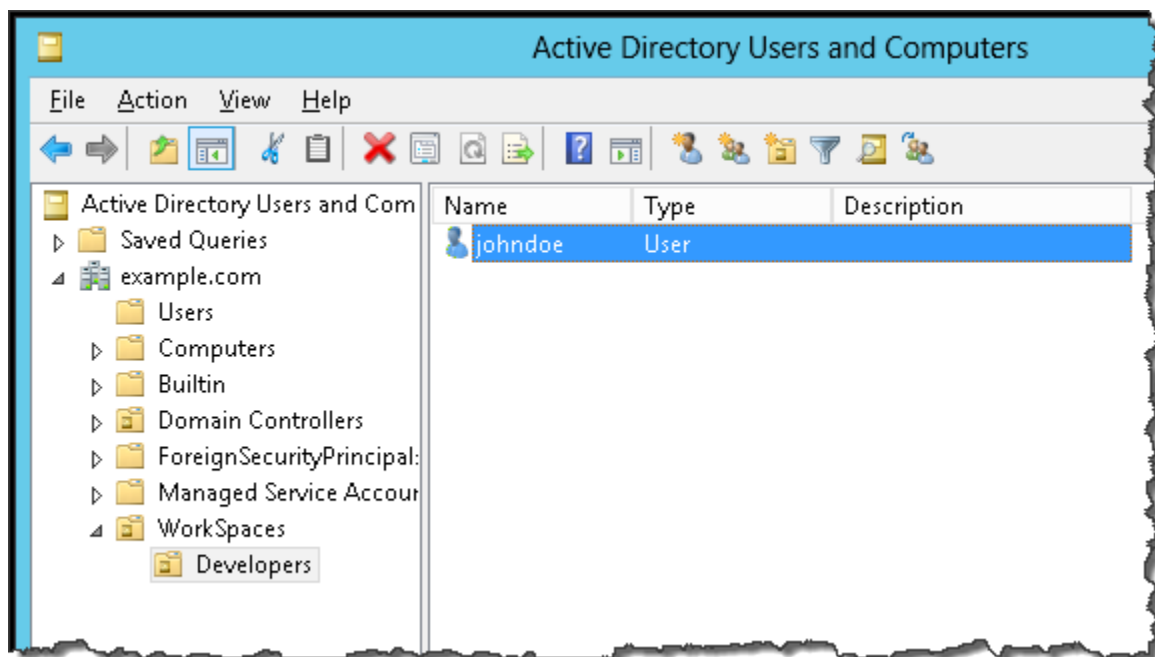 Active Directory Users and Computers
File Action View Help
Active Directory Users and Com
Saved Queries
example.com
Users
Computers
Builtin
Domain Controllers
ForeignSecurityPrincipal:
Managed Service Accour
WorkSpaces
Developers
Name Type Description
johndoe User